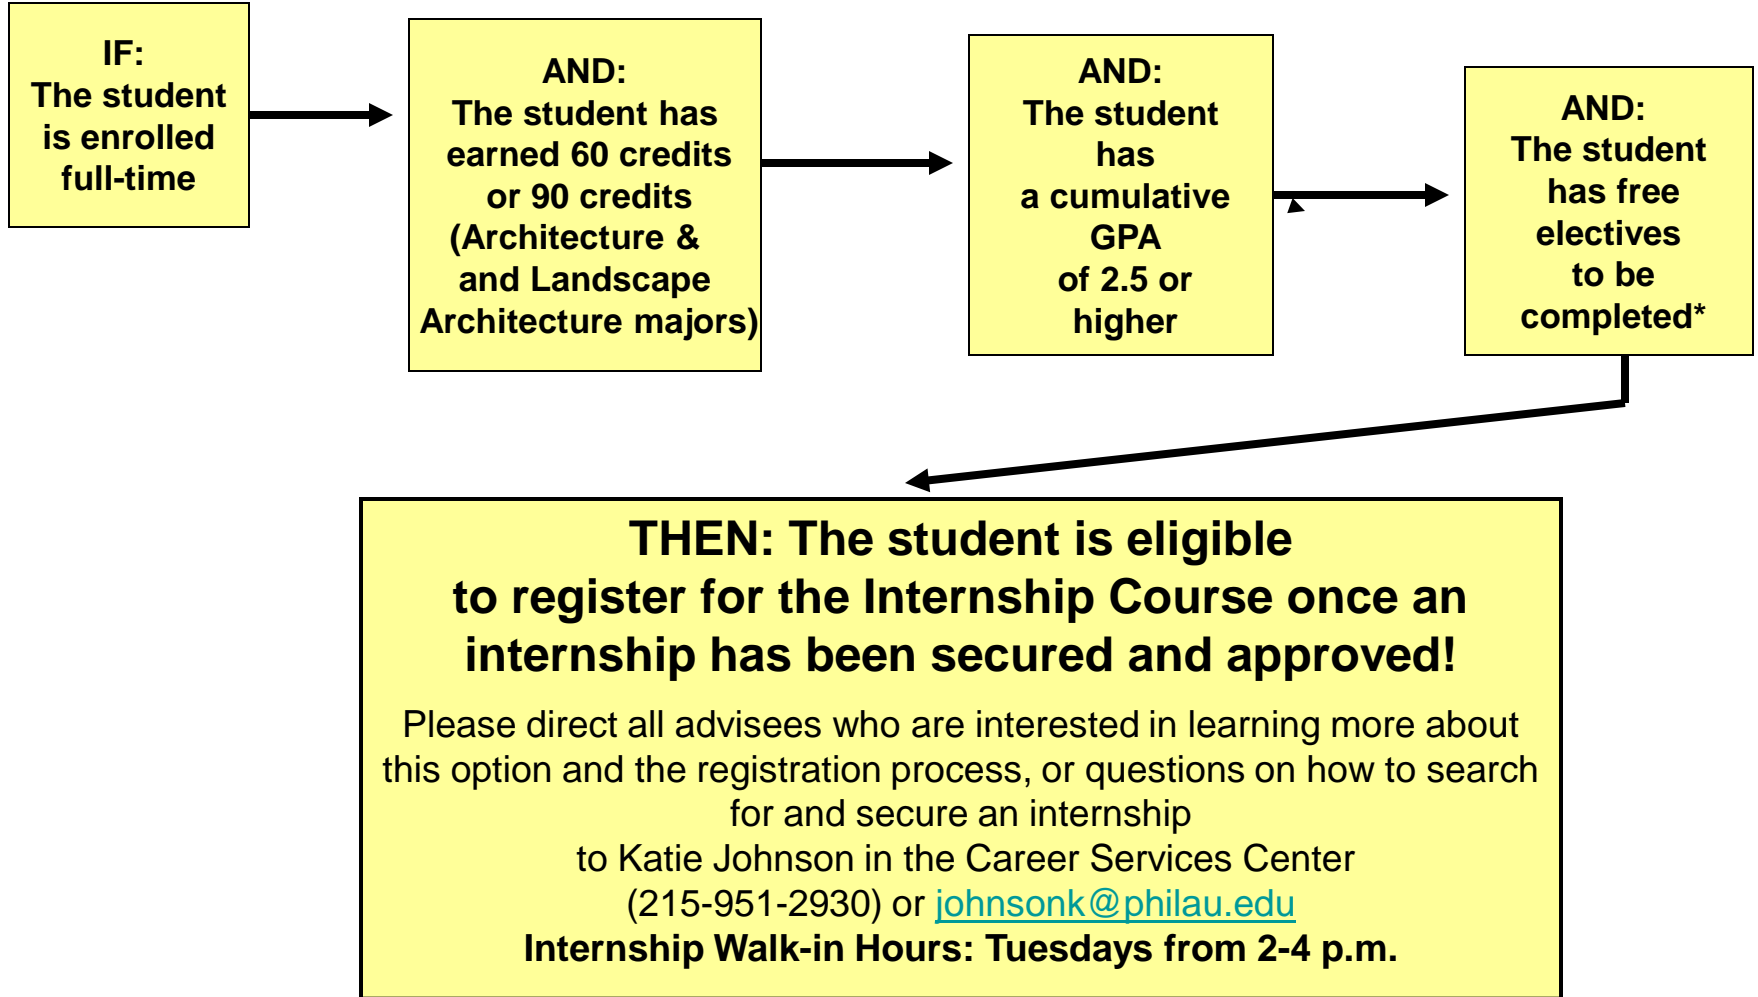 IF:
The student
is enrolled
full-time
AND:
The student has
earned 60 credits
or 90 credits
(Architecture &
and Landscape
Architecture majors)
AND:
The student
has
a cumulative
GPA
of 2.5 or
higher
AND:
The student
has free
electives
to be
completed*
THEN: The student is eligible
to register for the Internship Course once an
internship has been secured and approved!
Please direct all advisees who are interested in learning more about
this option and the registration process, or questions on how to search
for and secure an internship
to Katie Johnson in the Career Services Center
(215-951-2930) or johnsonk@philau.edu
Internship Walk-in Hours: Tuesdays from 2-4 p.m.